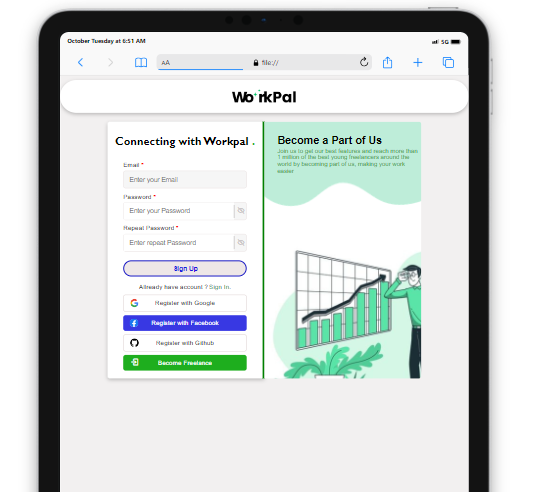 October Tuesday at 6:51 AM
5G
AA
file://
WorkPal
Connecting with Workpal .
Email *
Enter your Email
Password *
Enter your Password
Repeat Password *
Enter repeat Password
Sign Up
Allready have account ? Sign In.
Register with Google
Register with Facebook
Register with Github
Become Freelance
Become a Part of Us
Join us to get our best features and reach more than
1 million of the best young freelancers around the
world by becoming part of us, making your work
easier